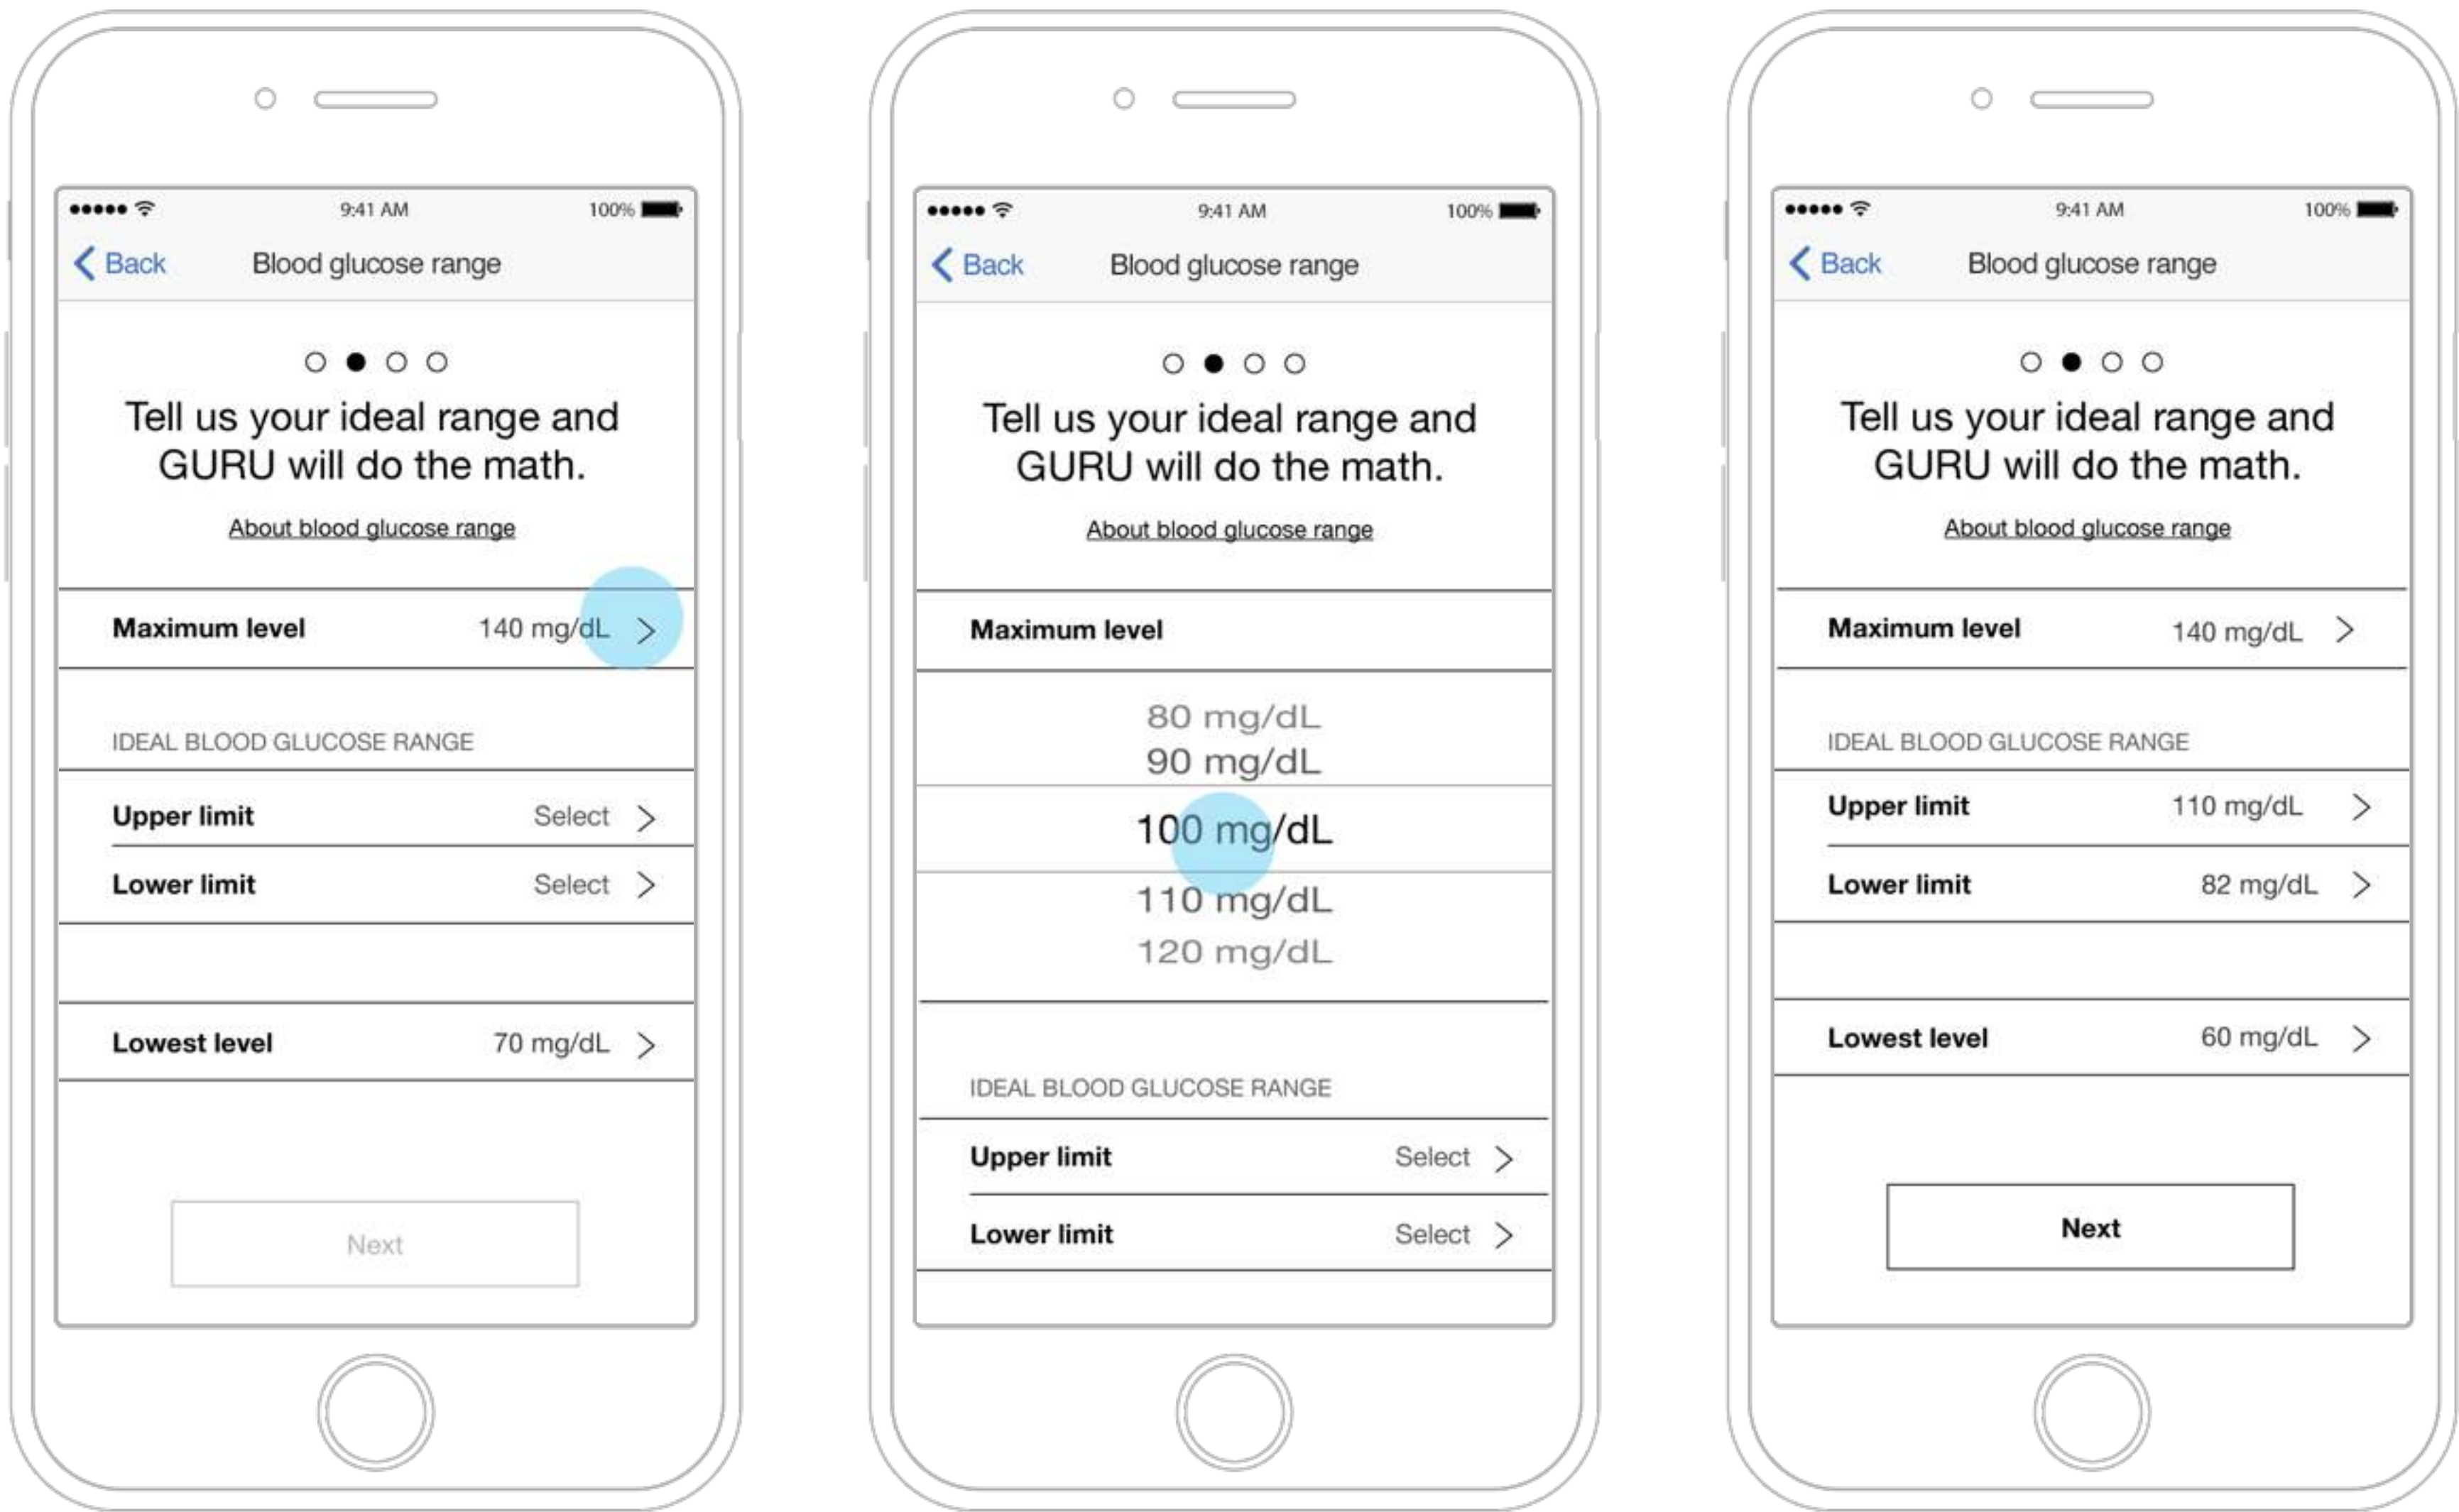 9:41 AM 100%
Back Blood glucose range
Tell us your ideal range and
GURU will do the math.
About blood glucose range
Maximum level 140 mg/dL
IDEAL BLOOD GLUCOSE RANGE
Upper limit Select
Lower limit Select
Lowest level 70 mg/dL
Next
9:41 AM 100%
Back Blood glucose range
Tell us your ideal range and
GURU will do the math.
About blood glucose range
Maximum level
80 mg/dL
90 mg/dL
100 mg/dL
110 mg/dL
120 mg/dL
IDEAL BLOOD GLUCOSE RANGE
Upper limit Select
Lower limit Select
9:41 AM 100%
Back Blood glucose range
Tell us your ideal range and
GURU will do the math.
About blood glucose range
Maximum level 140 mg/dL
IDEAL BLOOD GLUCOSE RANGE
Upper limit 110 mg/dL
Lower limit 82 mg/dL
Lowest level 60 mg/dL
Next